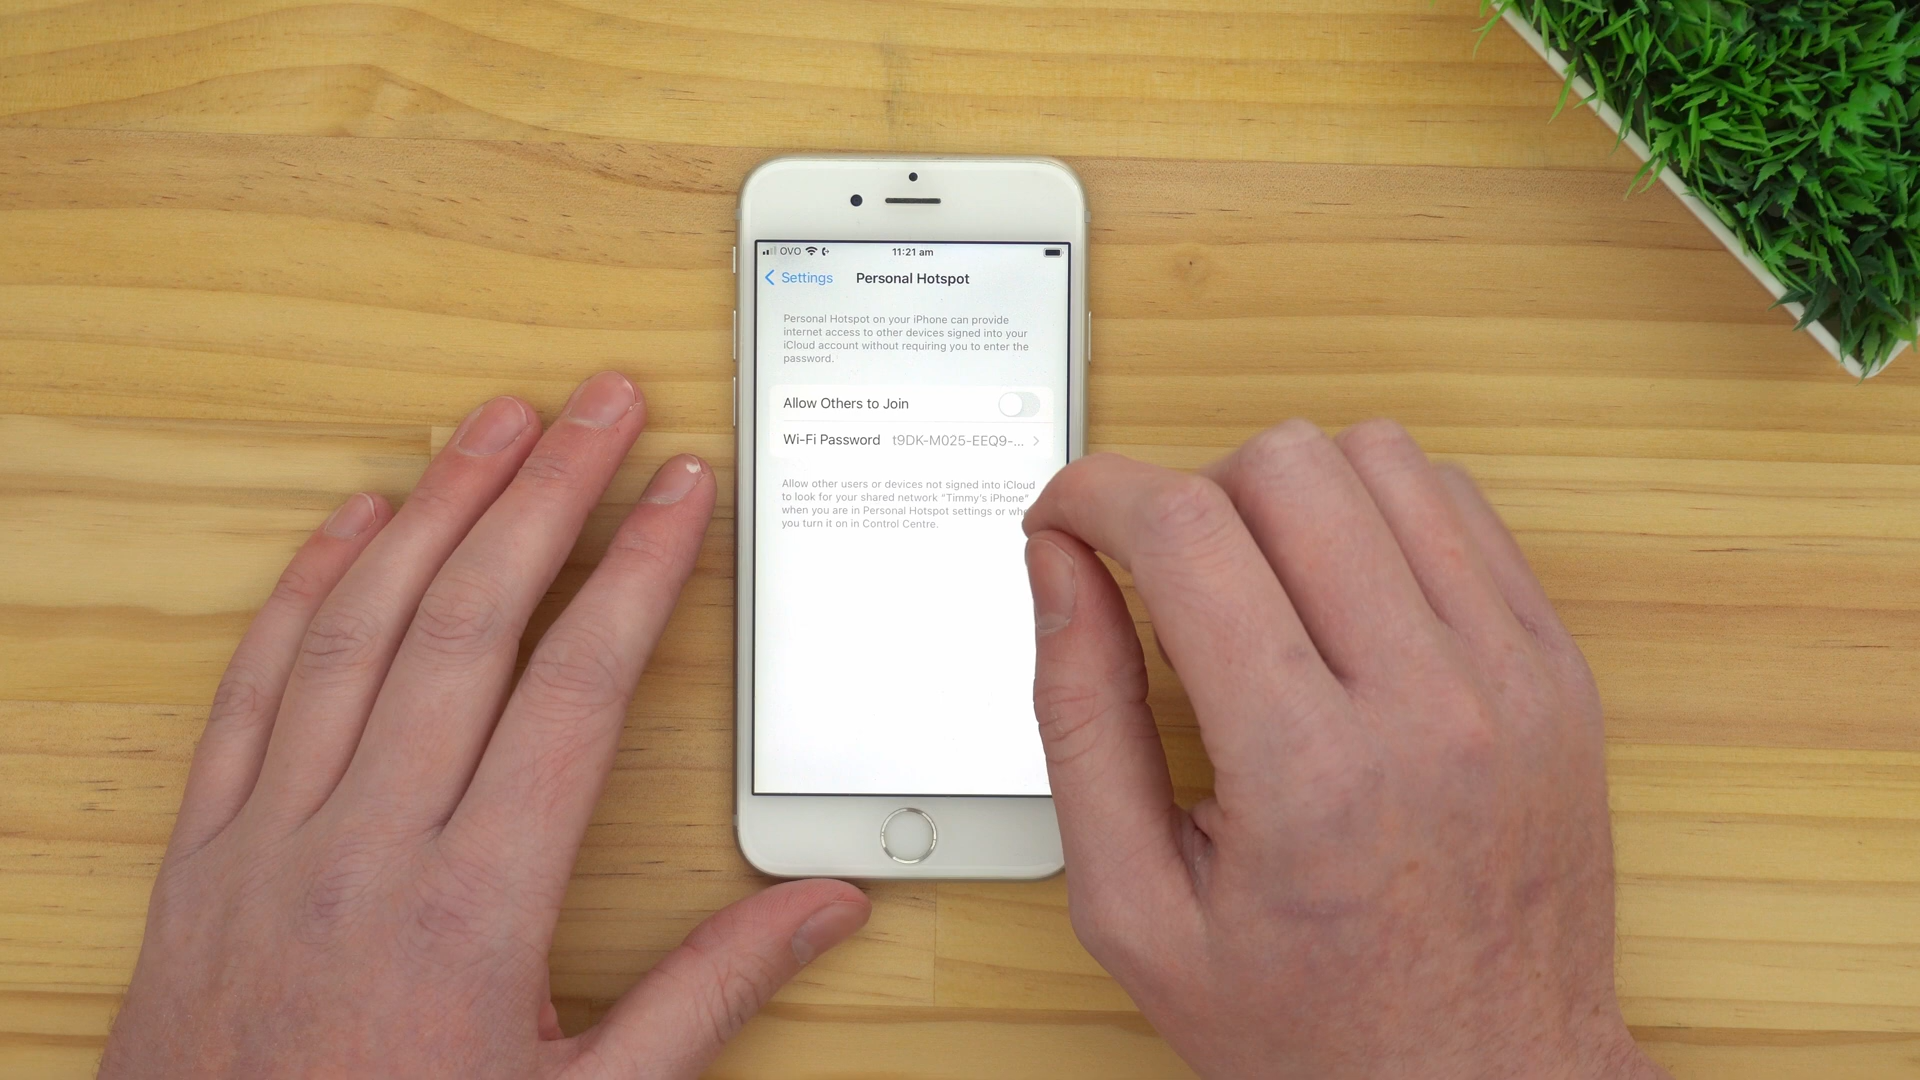 OVO
11:21 am
Settings
Personal Hotspot
Personal Hotspot on your iPhone can provide
internet access to other devices signed into your
iCloud account without requiring you to enter the
password.
Allow Others to Join
Wi-Fi Password t9DK-M025-EEQ9-...
Allow other users or devices not signed into iCloud
to look for your shared network “Timmy’s iPhone”
when you are in Personal Hotspot settings or
you turn it on in Control Centre.